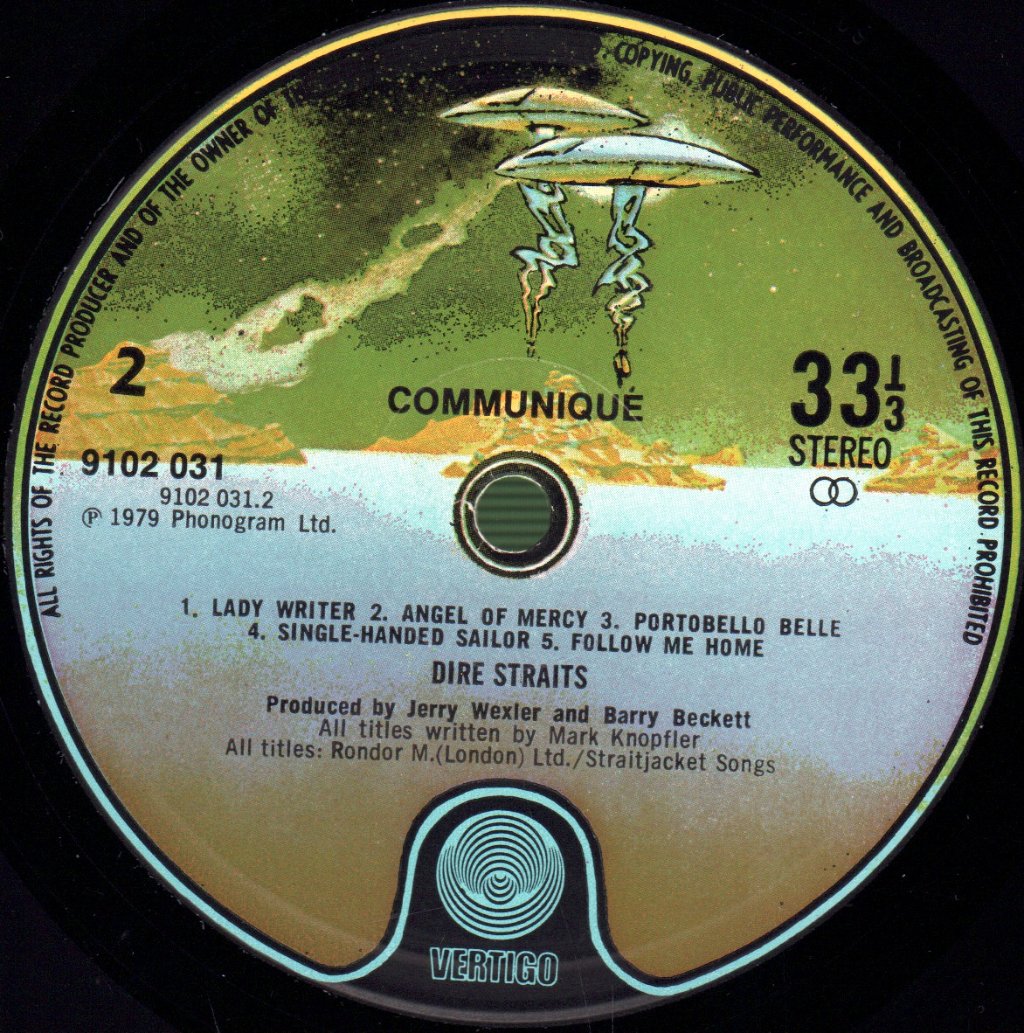 ALL RIGHTS OF THE RECORD PRODUCER AND OF THE OWNER OF
COPYING, PUBLIC PERFORMANCE AND BROADCASTING OF THIS RECORD PROHIBITED
2
COMMUNIQUÉ
33 1/3
STEREO
9102 031
9102 031.2
℗ 1979 Phonogram Ltd.
1. LADY WRITER 2. ANGEL OF MERCY 3. PORTOBELLO BELLE
4. SINGLE-HANDED SAILOR 5. FOLLOW ME HOME
DIRE STRAITS
Produced by Jerry Wexler and Barry Beckett
All titles written by Mark Knopfler
All titles: Rondor M.(London) Ltd./Straitjacket Songs
VERTIGO